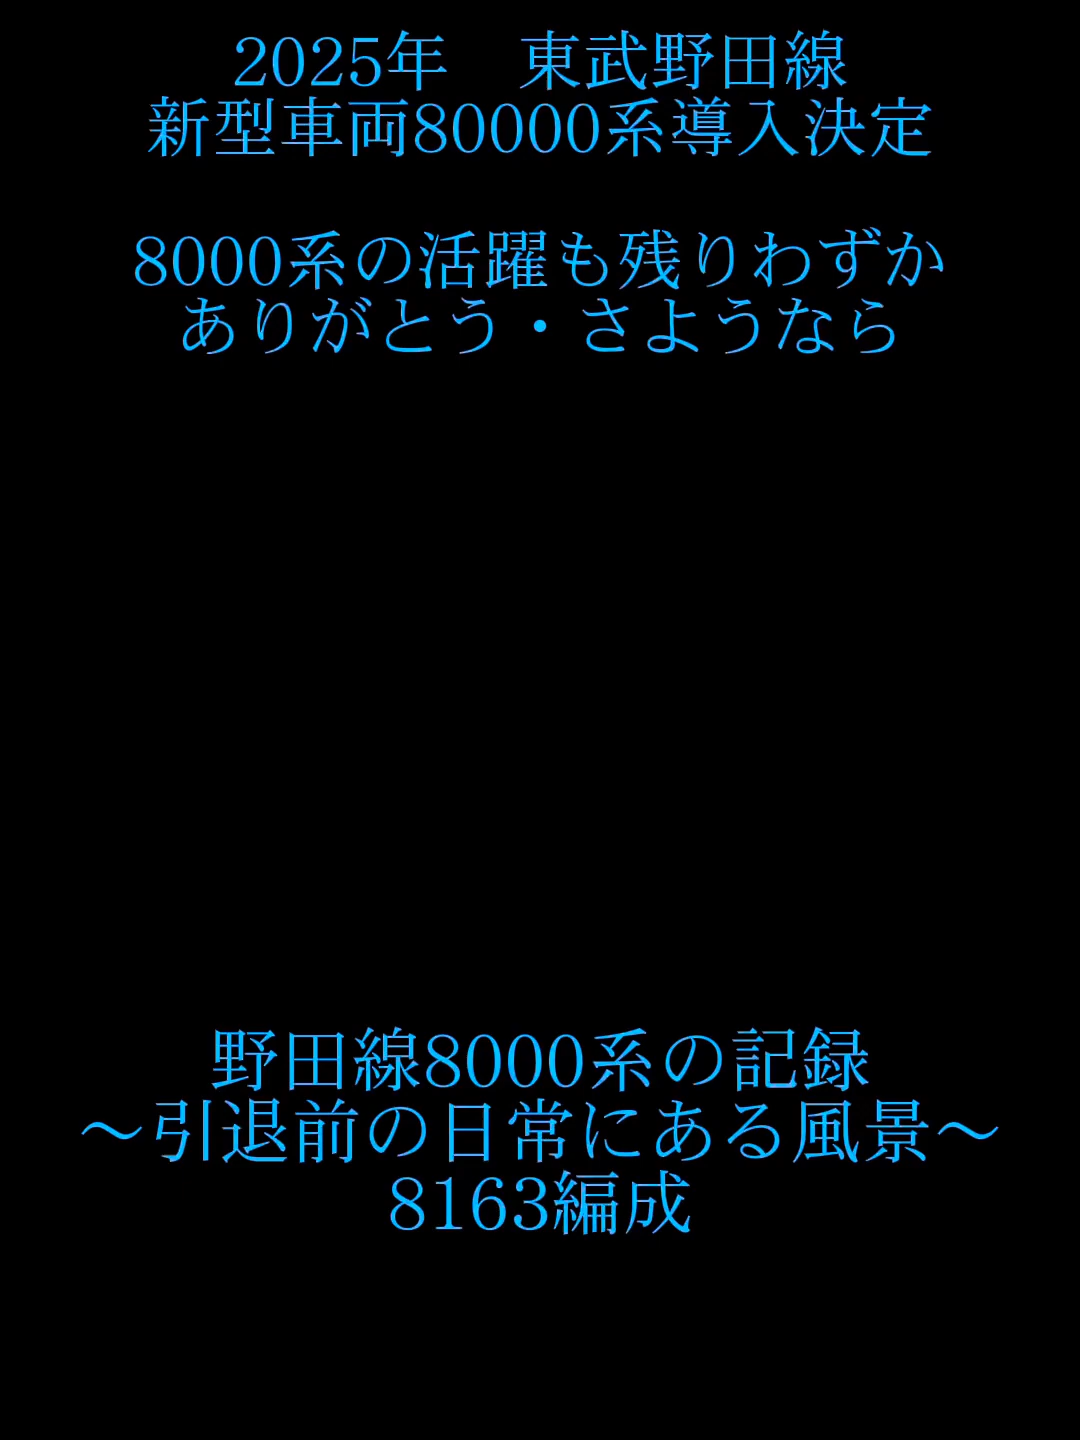 2025年　東武野田線
新型車両80000系導入決定
8000系の活躍も残りわずか
ありがとう・さようなら
野田線8000系の記録
～引退前の日常にある風景～
8163編成